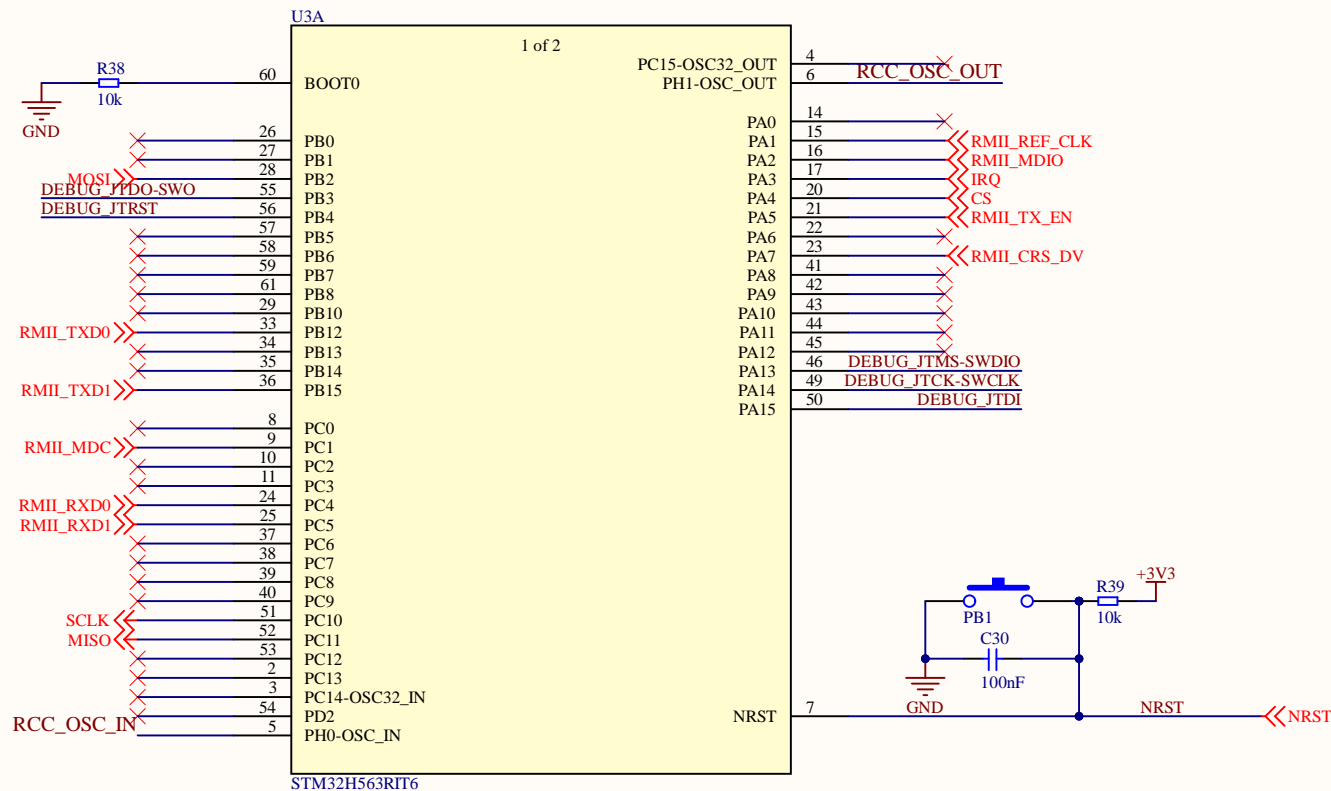 U3A
1 of 2
R38
10k
GND
60 BOOT0
26 PB0
27 PB1
MOSI 28 PB2
DEBUG_JTDO-SWO 55 PB3
DEBUG_JTRST 56 PB4
57 PB5
58 PB6
59 PB7
61 PB8
29 PB10
RMII_TXD0 33 PB12
34 PB13
35 PB14
RMII_TXD1 36 PB15
8 PC0
RMII_MDC 9 PC1
10 PC2
11 PC3
RMII_RXD0 24 PC4
RMII_RXD1 25 PC5
37 PC6
38 PC7
39 PC8
40 PC9
SCLK 51 PC10
MISO 52 PC11
53 PC12
2 PC13
3 PC14-OSC32_IN
54 PD2
RCC_OSC_IN 5 PH0-OSC_IN
STM32H563RIT6
PC15-OSC32_OUT 4
PH1-OSC_OUT 6 RCC_OSC_OUT
PA0 14
PA1 15 RMII_REF_CLK
PA2 16 RMII_MDIO
PA3 17 IRQ
PA4 20 CS
PA5 21 RMII_TX_EN
PA6 22
PA7 23 RMII_CRS_DV
PA8 41
PA9 42
PA10 43
PA11 44
PA12 45
PA13 46 DEBUG_JTMS-SWDIO
PA14 49 DEBUG_JTCK-SWCLK
PA15 50 DEBUG_JTDI
+3V3
R39
10k
PB1
C30
100nF
GND
NRST 7 NRST NRST